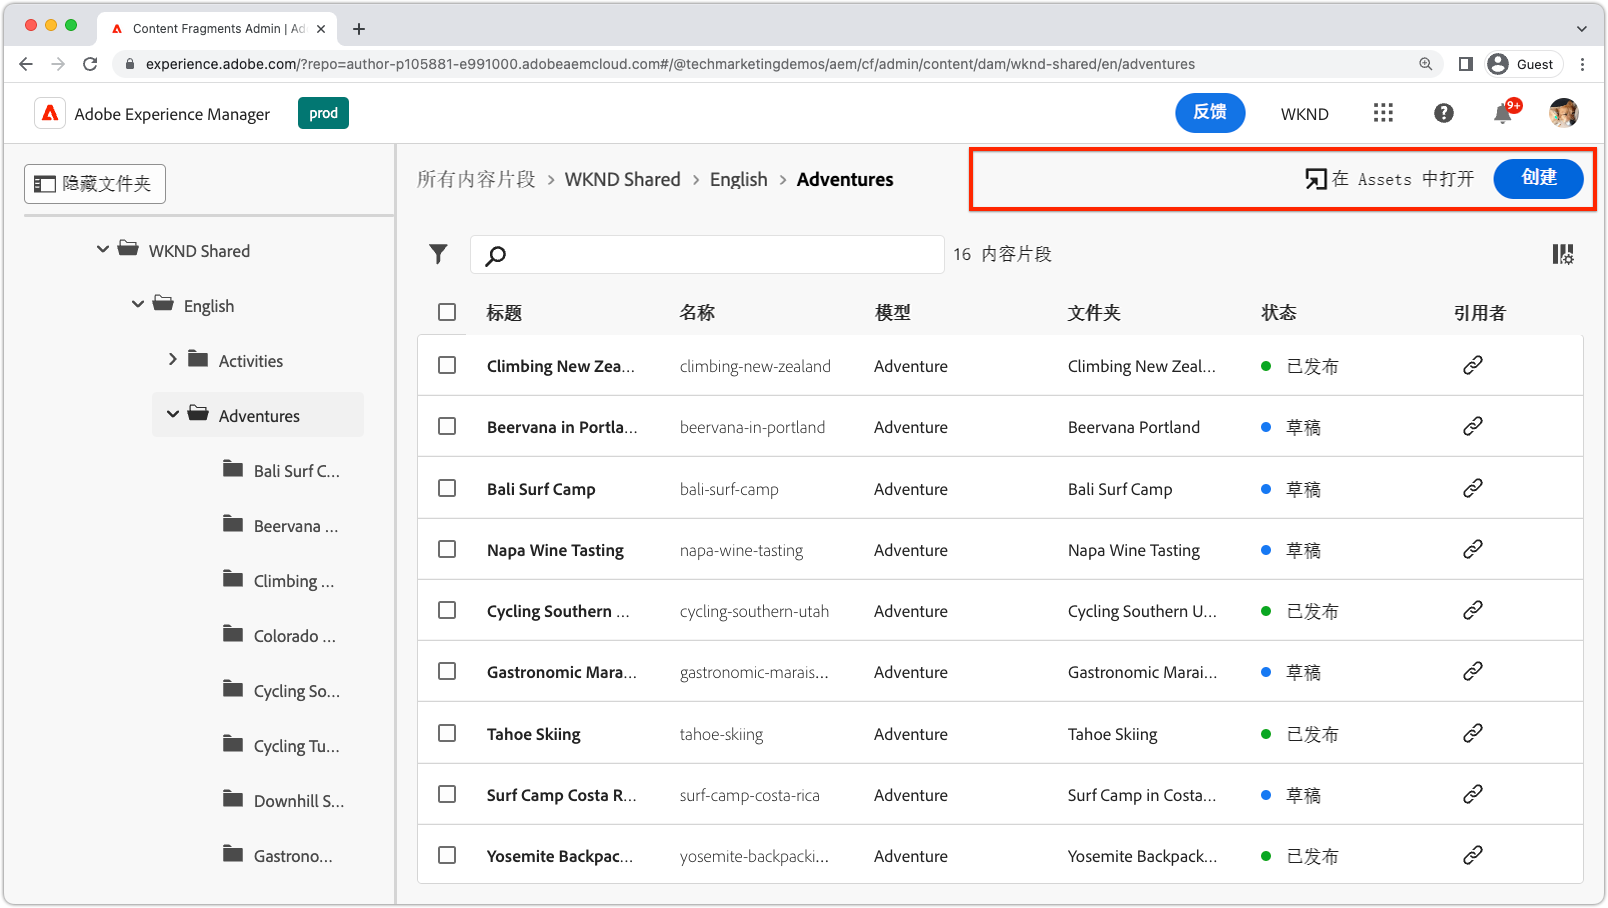 Content Fragments Admin | Ad
experience.adobe.com/?repo=author-p105881-e991000.adobeaemcloud.com#/@techmarketingdemos/aem/cf/admin/content/dam/wknd-shared/en/adventures
Guest
Adobe Experience Manager prod 反馈 WKND 9+
隐藏文件夹
所有内容片段 > WKND Shared > English > Adventures
在 Assets 中打开 创建
WKND Shared
English
Activities
Adventures
Bali Surf C...
Beervana ...
Climbing ...
Colorado ...
Cycling So...
Cycling Tu...
Downhill S...
Gastrono...
16 内容片段
标题 名称 模型 文件夹 状态 引用者
Climbing New Zea... climbing-new-zealand Adventure Climbing New Zeal... 已发布
Beervana in Portla... beervana-in-portland Adventure Beervana Portland 草稿
Bali Surf Camp bali-surf-camp Adventure Bali Surf Camp 草稿
Napa Wine Tasting napa-wine-tasting Adventure Napa Wine Tasting 草稿
Cycling Southern ... cycling-southern-utah Adventure Cycling Southern U... 已发布
Gastronomic Mara... gastronomic-marais... Adventure Gastronomic Marai... 草稿
Tahoe Skiing tahoe-skiing Adventure Tahoe Skiing 已发布
Surf Camp Costa R... surf-camp-costa-rica Adventure Surf Camp in Costa... 草稿
Yosemite Backpac... yosemite-backpacki... Adventure Yosemite Backpack... 已发布